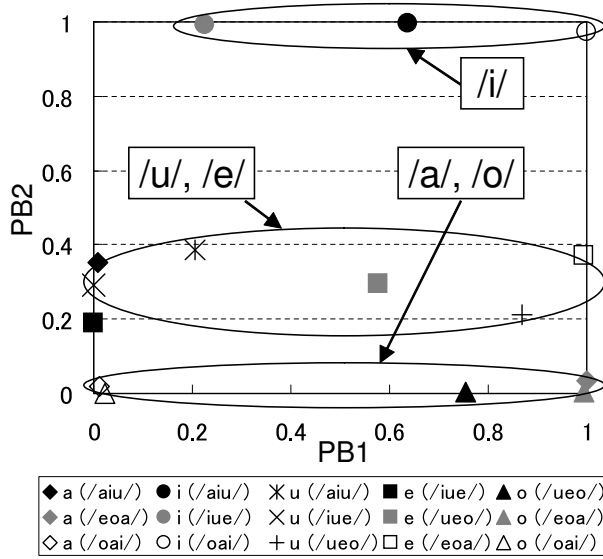 1
0.8
0.6
0.4
0.2
0
PB2
/i/
/u/, /e/
/a/, /o/
0 0.2 0.4 0.6 0.8 1
PB1
a (/aiu/) i (/aiu/) u (/aiu/) e (/iue/) o (/ueo/)
a (/eoa/) i (/iue/) u (/iue/) e (/ueo/) o (/eoa/)
a (/oai/) i (/oai/) u (/ueo/) e (/eoa/) o (/oai/)